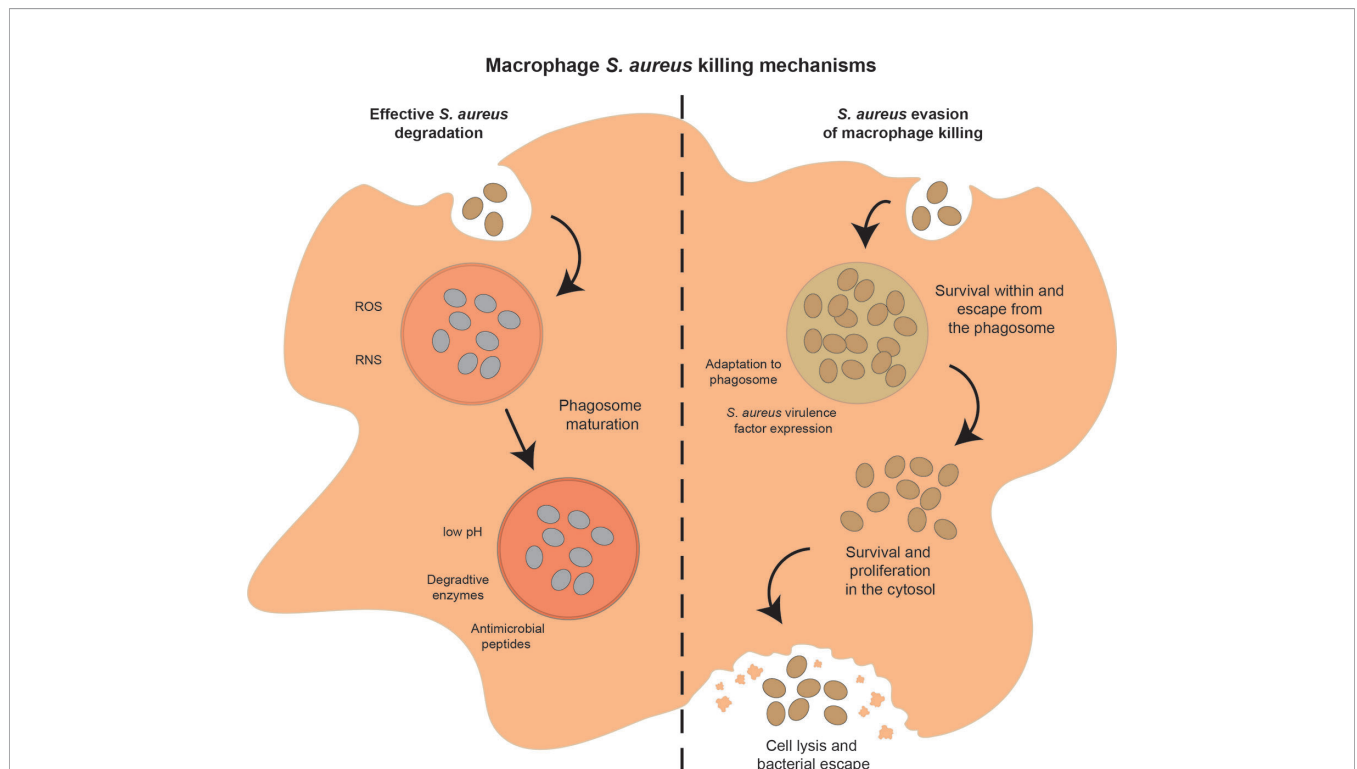 Macrophage S. aureus killing mechanisms
Effective S. aureus
degradation
ROS
RNS
Phagosome
maturation
low pH
Degradtive
enzymes
Antimicrobial
peptides
S. aureus evasion
of macrophage killing
Survival within and
escape from
the phagosome
Adaptation to
phagosome
S. aureus virulence
factor expression
Survival and
proliferation
in the cytosol
Cell lysis and
bacterial escape